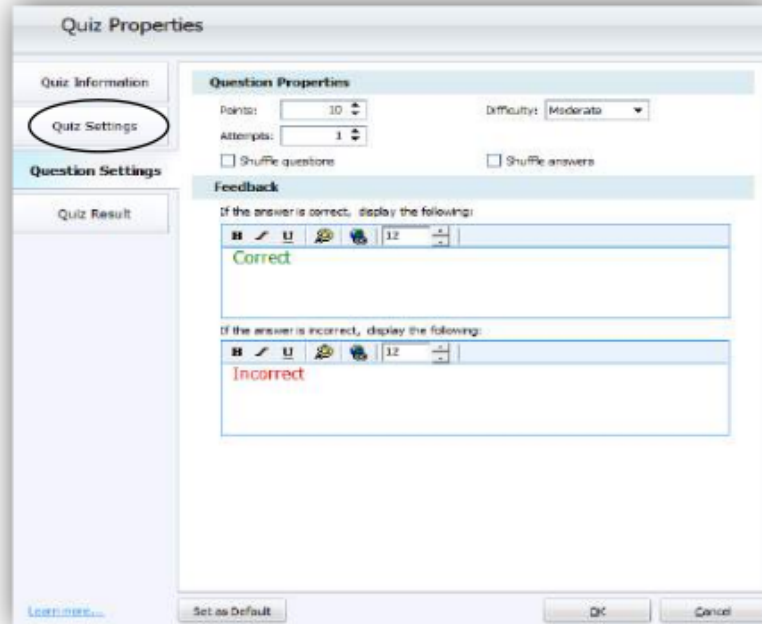 Quiz Properties
Quiz Information
Quiz Settings
Question Settings
Quiz Result
Question Properties
Points: 10 Difficulty: Moderate
Attempts: 1
Shuffle questions Shuffle answers
Feedback
If the answer is correct, display the following:
B I U 12
Correct
If the answer is incorrect, display the following:
B I U 12
Incorrect
Learn more... Set as Default OK Cancel